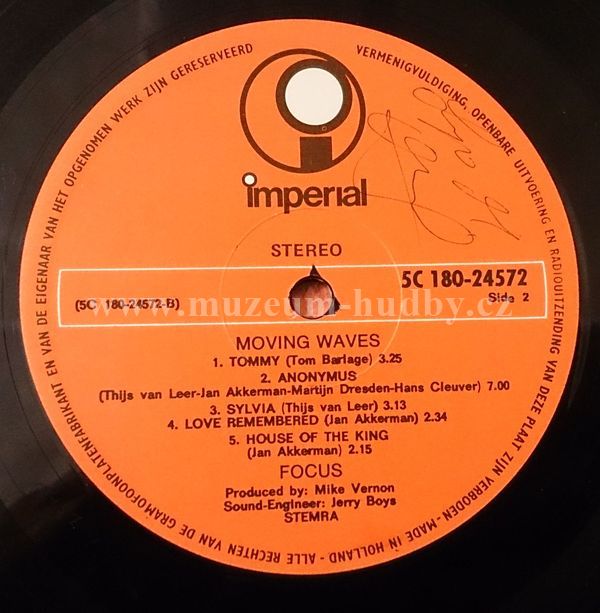 MADE IN HOLLAND - ALLE RECHTEN VAN DE GRAMOFOONPLATENFABRIKANT EN VAN DE EIGENAAR VAN HET OPGENOMEN WERK ZIJN GERESERVEERD
VERMENIGVULDIGING, OPENBARE UITVOERING EN RADIOUITZENDING VAN DEZE PLAAT ZIJN VERBODEN -
imperial
STEREO
5C 180-24572
(5C 180-24572-B)
Side 2
www.muzeum-hudby.cz
MOVING WAVES
1. TOMMY (Tom Barlage) 3.25
2. ANONYMUS
(Thijs van Leer-Jan Akkerman-Martijn Dresden-Hans Cleuver) 7.00
3. SYLVIA (Thijs van Leer) 3.13
4. LOVE REMEMBERED (Jan Akkerman) 2.34
5. HOUSE OF THE KING
(Jan Akkerman) 2.15
FOCUS
Produced by: Mike Vernon
Sound-Engineer: Jerry Boys
STEMRA